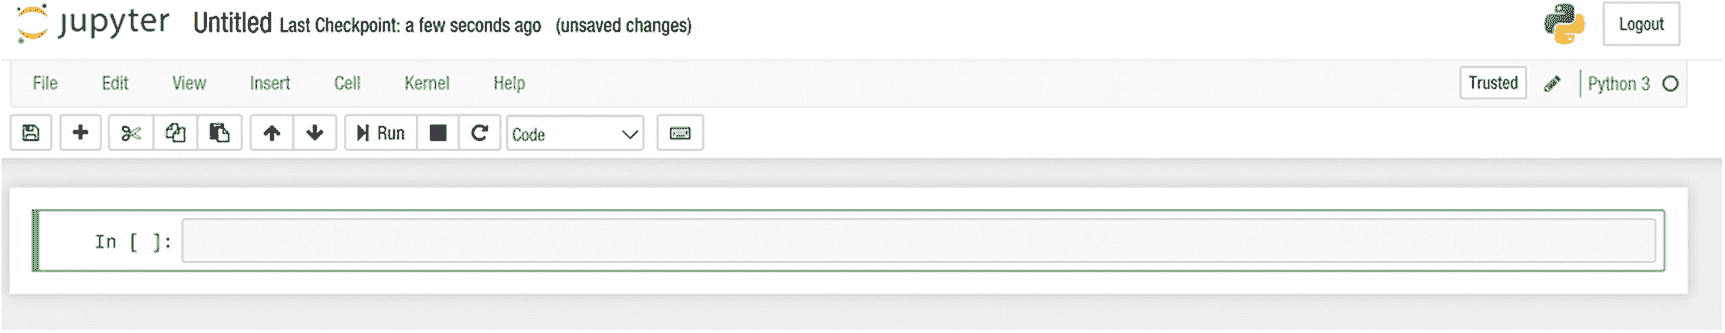 jupyter Untitled Last Checkpoint: a few seconds ago (unsaved changes) Logout
File Edit View Insert Cell Kernel Help Trusted Python 3
Run Code
In [ ]: